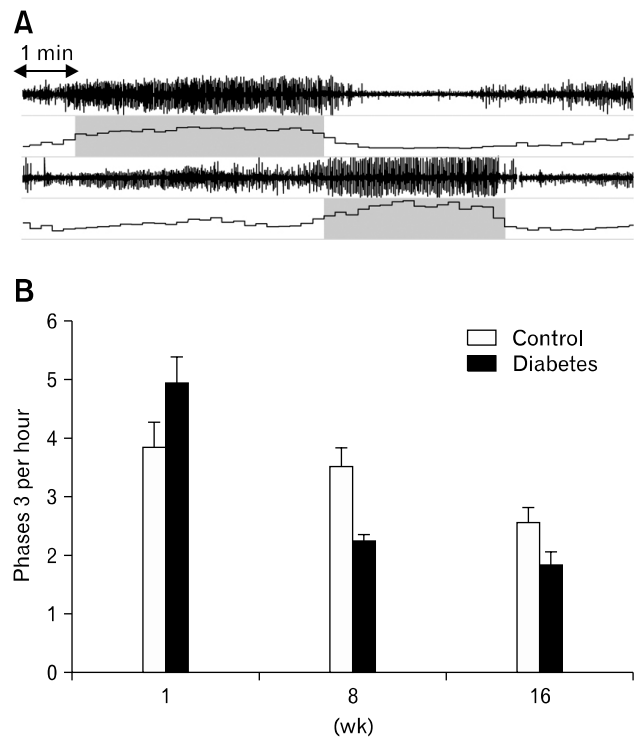 A
1 min
B
6
5
4
3
2
1
0
Phases 3 per hour
Control
Diabetes
1 8 16
(wk)